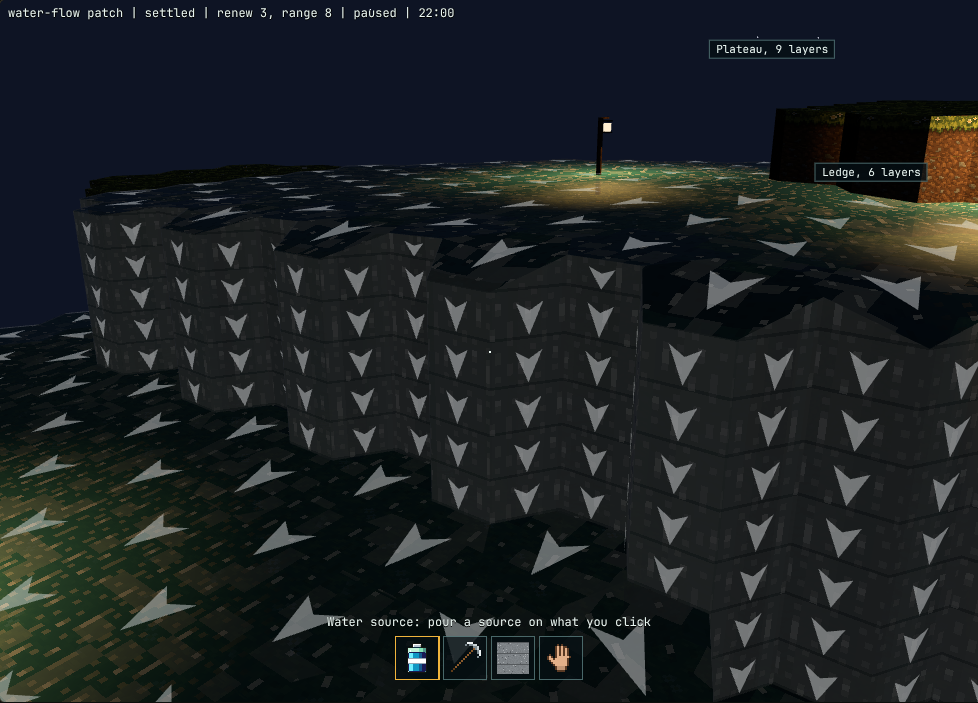 water-flow patch | settled | renew 3, range 8 | paused | 22:00
Plateau, 9 layers
Ledge, 6 layers
Water source: pour a source on what you click